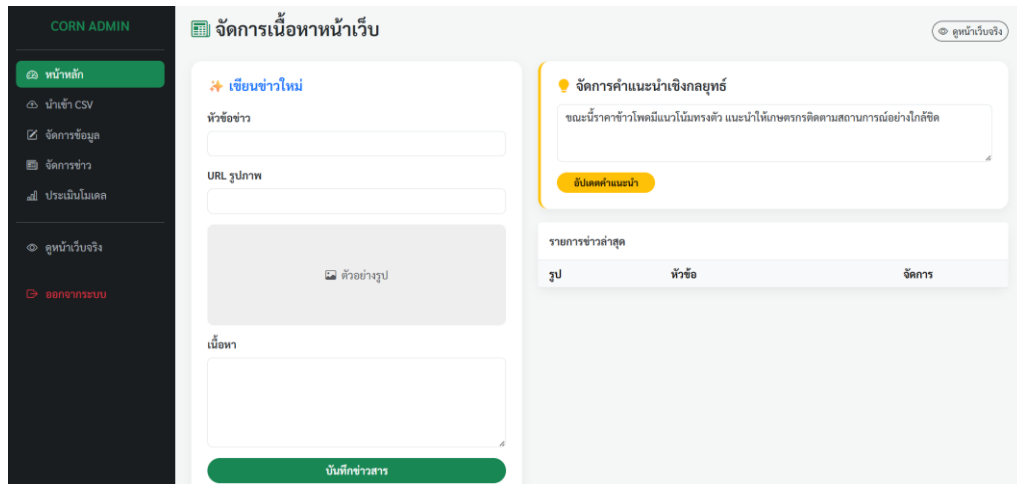 CORN ADMIN
หน้าหลัก
นำเข้า CSV
จัดการข้อมูล
จัดการข่าว
ประเมินโมเดล
ดูหน้าเว็บจริง
ออกจากระบบ
จัดการเนื้อหาหน้าเว็บ
ดูหน้าเว็บจริง
เขียนข่าวใหม่
หัวข้อข่าว
URL รูปภาพ
ตัวอย่างรูป
เนื้อหา
บันทึกข่าวสาร
จัดการคำแนะนำเชิงกลยุทธ์
ขณะนี้ราคาข้าวโพดมีแนวโน้มทรงตัว แนะนำให้เกษตรกรติดตามสถานการณ์อย่างใกล้ชิด
อัปเดตคำแนะนำ
รายการข่าวล่าสุด
รูป หัวข้อ จัดการ